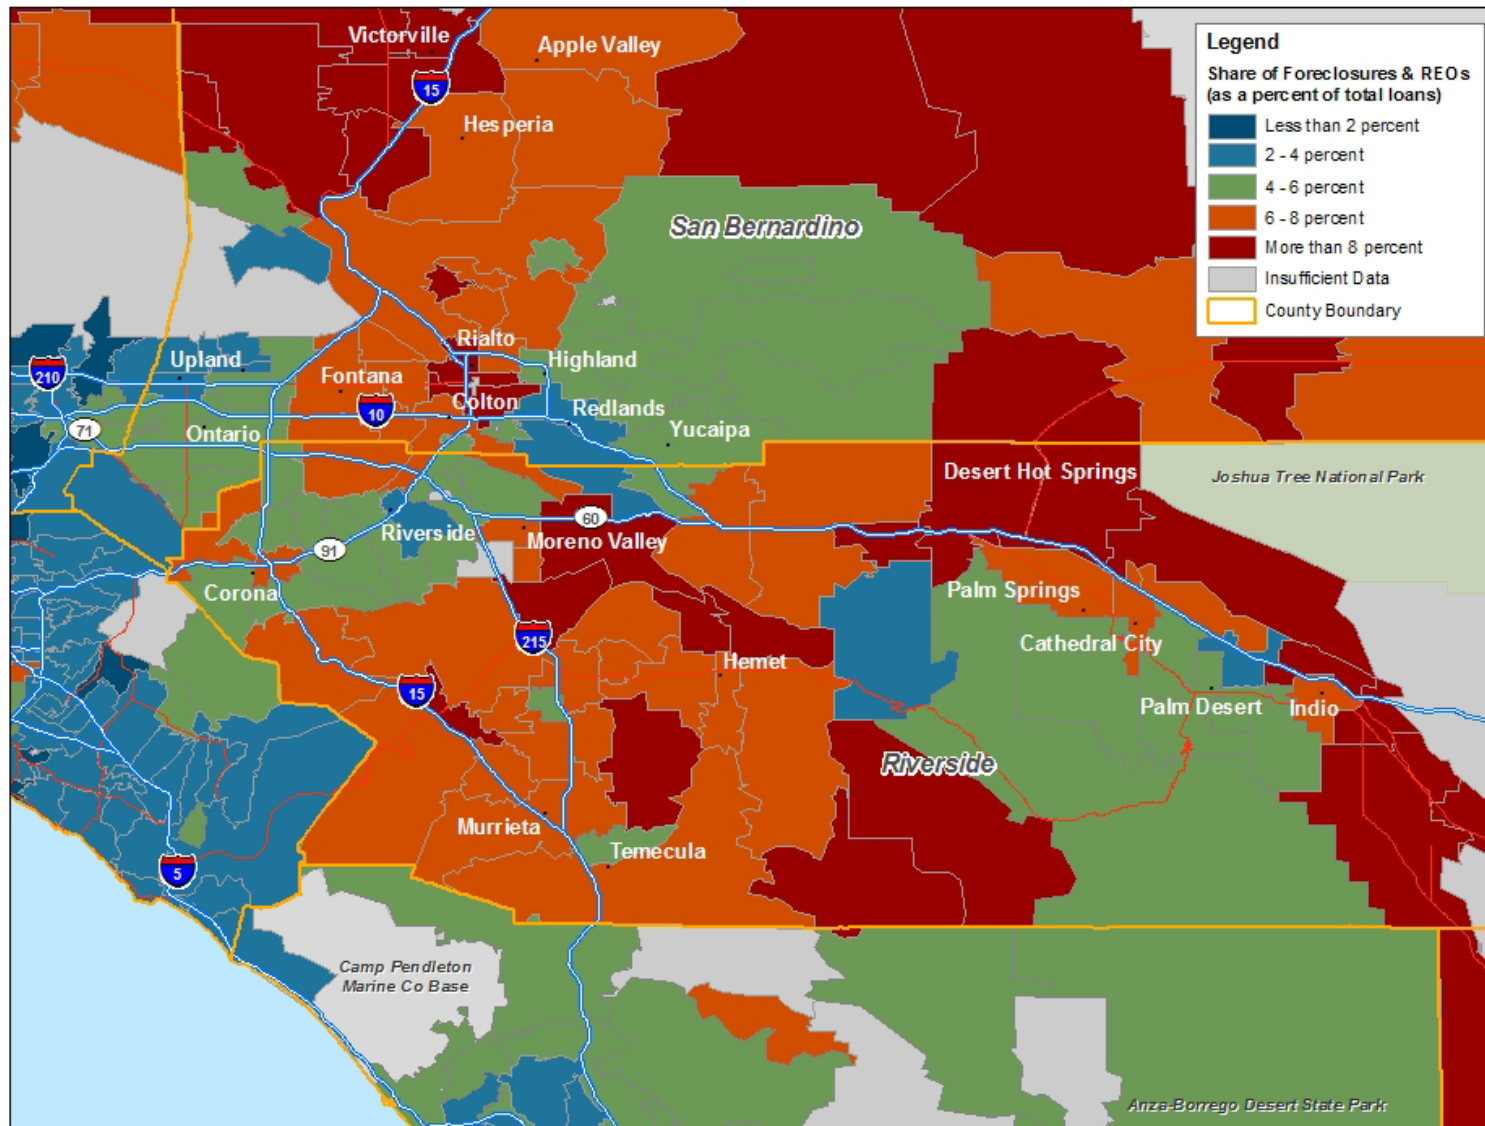 Victorville
Apple Valley
15
Hesperia
Legend
Share of Foreclosures & REOs
(as a percent of total loans)
Less than 2 percent
2 - 4 percent
4 - 6 percent
6 - 8 percent
More than 8 percent
Insufficient Data
County Boundary
San Bernardino
Rialto
Upland
Highland
210
Fontana
Colton
10
Redlands
71
Ontario
Yucaipa
Desert Hot Springs
Joshua Tree National Park
60
Riverside
Moreno Valley
91
Corona
Palm Springs
215
Cathedral City
Hemet
15
Palm Desert
Indio
Riverside
Murrieta
Temecula
5
Camp Pendleton
Marine Co Base
Anza-Borrego Desert State Park